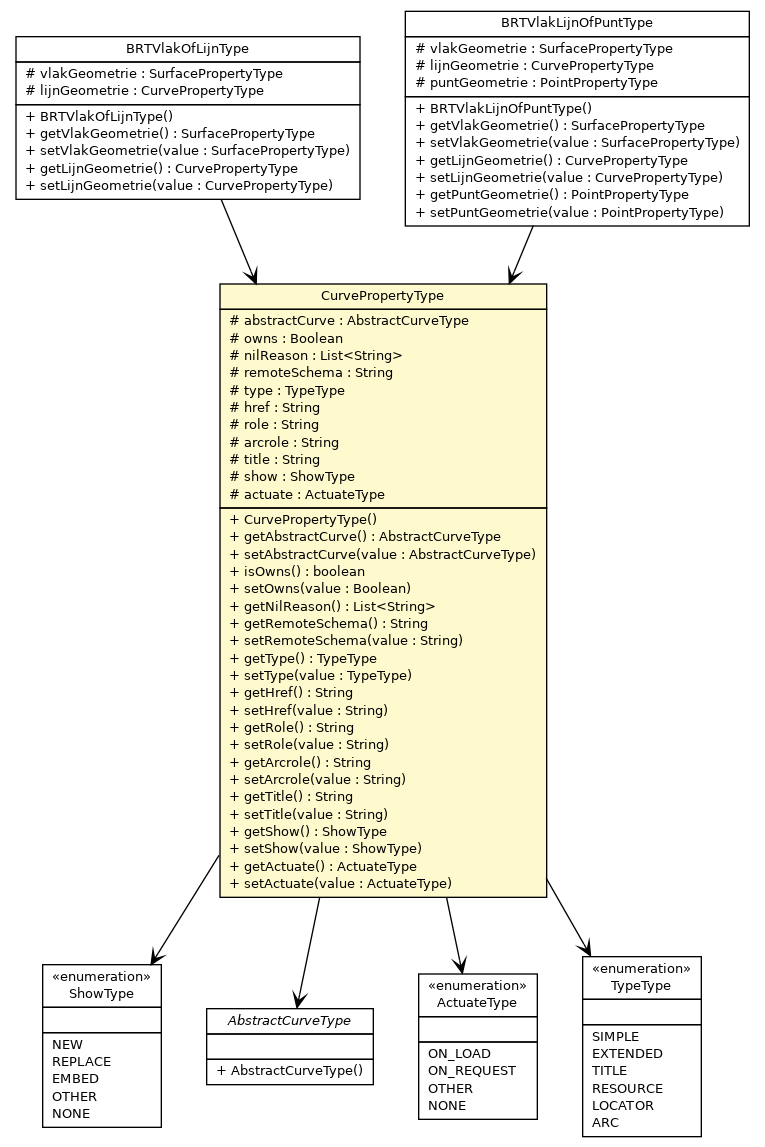 BRTVlakOfLijnType
# vlakGeometrie : SurfacePropertyType
# lijnGeometrie : CurvePropertyType
+ BRTVlakOfLijnType()
+ getVlakGeometrie() : SurfacePropertyType
+ setVlakGeometrie(value : SurfacePropertyType)
+ getLijnGeometrie() : CurvePropertyType
+ setLijnGeometrie(value : CurvePropertyType)
BRTVlakLijnOfPuntType
# vlakGeometrie : SurfacePropertyType
# lijnGeometrie : CurvePropertyType
# puntGeometrie : PointPropertyType
+ BRTVlakLijnOfPuntType()
+ getVlakGeometrie() : SurfacePropertyType
+ setVlakGeometrie(value : SurfacePropertyType)
+ getLijnGeometrie() : CurvePropertyType
+ setLijnGeometrie(value : CurvePropertyType)
+ getPuntGeometrie() : PointPropertyType
+ setPuntGeometrie(value : PointPropertyType)
CurvePropertyType
# abstractCurve : AbstractCurveType
# owns : Boolean
# nilReason : List<String>
# remoteSchema : String
# type : TypeType
# href : String
# role : String
# arcrole : String
# title : String
# show : ShowType
# actuate : ActuateType
+ CurvePropertyType()
+ getAbstractCurve() : AbstractCurveType
+ setAbstractCurve(value : AbstractCurveType)
+ isOwns() : boolean
+ setOwns(value : Boolean)
+ getNilReason() : List<String>
+ getRemoteSchema() : String
+ setRemoteSchema(value : String)
+ getType() : TypeType
+ setType(value : TypeType)
+ getHref() : String
+ setHref(value : String)
+ getRole() : String
+ setRole(value : String)
+ getArcrole() : String
+ setArcrole(value : String)
+ getTitle() : String
+ setTitle(value : String)
+ getShow() : ShowType
+ setShow(value : ShowType)
+ getActuate() : ActuateType
+ setActuate(value : ActuateType)
«enumeration»
ShowType
NEW
REPLACE
EMBED
OTHER
NONE
AbstractCurveType
+ AbstractCurveType()
«enumeration»
ActuateType
ON_LOAD
ON_REQUEST
OTHER
NONE
«enumeration»
TypeType
SIMPLE
EXTENDED
TITLE
RESOURCE
LOCATOR
ARC